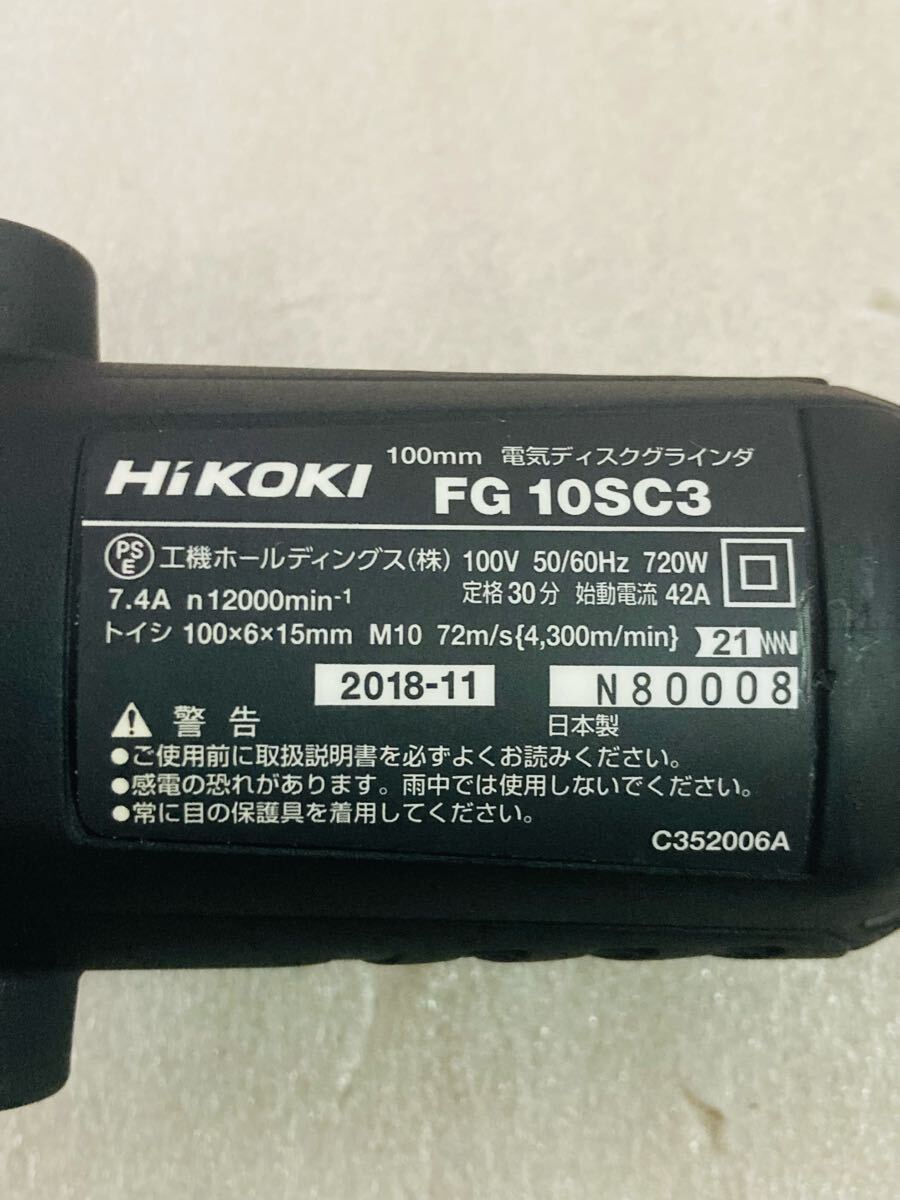 100mm 電気ディスクグラインダ
HiKOKI FG 10SC3
PSE 工機ホールディングス(株) 100V 50/60Hz 720W
7.4A n12000min-1 定格30分 始動電流 42A
トイシ 100×6×15mm M10 72m/s{4,300m/min} 21
2018-11 N80008
警告 日本製
●ご使用前に取扱説明書を必ずよくお読みください。
●感電の恐れがあります。雨中では使用しないでください。
●常に目の保護具を着用してください。
C352006A